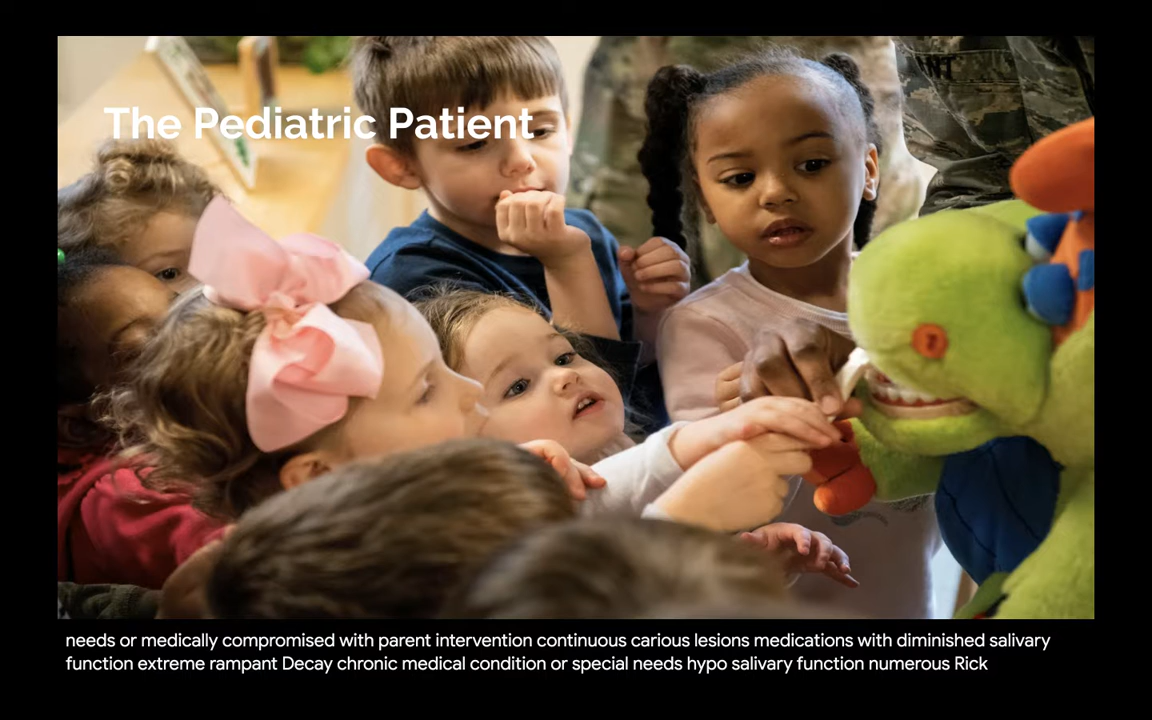 The Pediatric Patient
needs or medically compromised with parent intervention continuous carious lesions medications with diminished salivary
function extreme rampant Decay chronic medical condition or special needs hypo salivary function numerous Rick